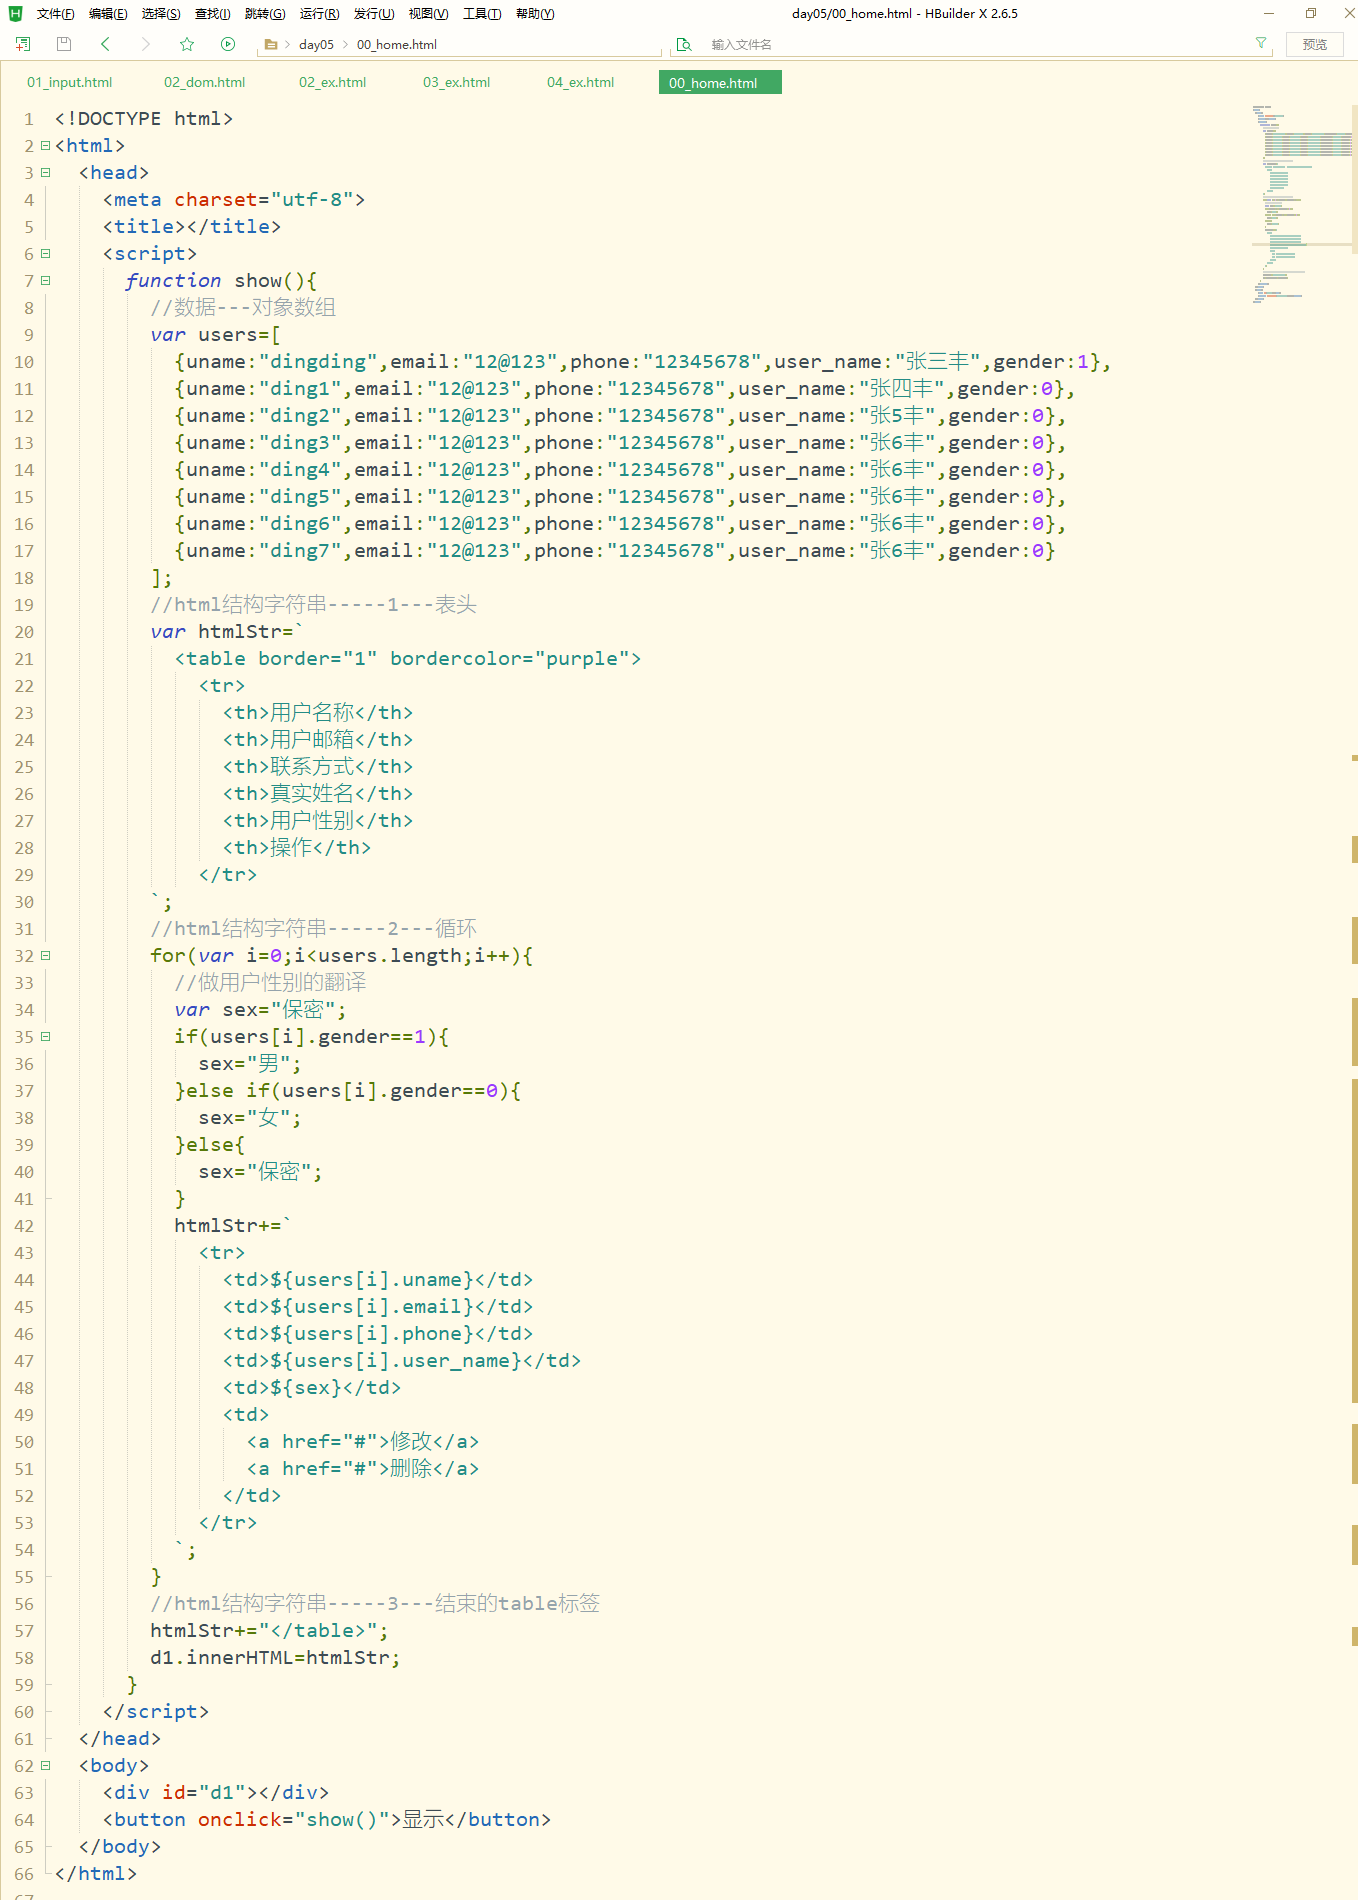 文件(F) 编辑(E) 选择(S) 查找(I) 跳转(G) 运行(R) 发行(U) 视图(V) 工具(T) 帮助(Y) day05/00_home.html - HBuilder X 2.6.5
day05 00_home.html 输入文件名 预览
01_input.html 02_dom.html 02_ex.html 03_ex.html 04_ex.html 00_home.html
1 <!DOCTYPE html>
2 <html>
3 <head>
4 <meta charset="utf-8">
5 <title></title>
6 <script>
7 function show(){
8 //数据---对象数组
9 var users=[
10 {uname:"dingding",email:"12@123",phone:"12345678",user_name:"张三丰",gender:1},
11 {uname:"ding1",email:"12@123",phone:"12345678",user_name:"张四丰",gender:0},
12 {uname:"ding2",email:"12@123",phone:"12345678",user_name:"张5丰",gender:0},
13 {uname:"ding3",email:"12@123",phone:"12345678",user_name:"张6丰",gender:0},
14 {uname:"ding4",email:"12@123",phone:"12345678",user_name:"张6丰",gender:0},
15 {uname:"ding5",email:"12@123",phone:"12345678",user_name:"张6丰",gender:0},
16 {uname:"ding6",email:"12@123",phone:"12345678",user_name:"张6丰",gender:0},
17 {uname:"ding7",email:"12@123",phone:"12345678",user_name:"张6丰",gender:0}
18 ];
19 //html结构字符串-----1---表头
20 var htmlStr=`
21 <table border="1" bordercolor="purple">
22 <tr>
23 <th>用户名称</th>
24 <th>用户邮箱</th>
25 <th>联系方式</th>
26 <th>真实姓名</th>
27 <th>用户性别</th>
28 <th>操作</th>
29 </tr>
30 `;
31 //html结构字符串-----2---循环
32 for(var i=0;i<users.length;i++){
33 //做用户性别的翻译
34 var sex="保密";
35 if(users[i].gender==1){
36 sex="男";
37 }else if(users[i].gender==0){
38 sex="女";
39 }else{
40 sex="保密";
41 }
42 htmlStr+=`
43 <tr>
44 <td>${users[i].uname}</td>
45 <td>${users[i].email}</td>
46 <td>${users[i].phone}</td>
47 <td>${users[i].user_name}</td>
48 <td>${sex}</td>
49 <td>
50 <a href="#">修改</a>
51 <a href="#">删除</a>
52 </td>
53 </tr>
54 `;
55 }
56 //html结构字符串-----3---结束的table标签
57 htmlStr+="</table>";
58 d1.innerHTML=htmlStr;
59 }
60 </script>
61 </head>
62 <body>
63 <div id="d1"></div>
64 <button onclick="show()">显示</button>
65 </body>
66 </html>